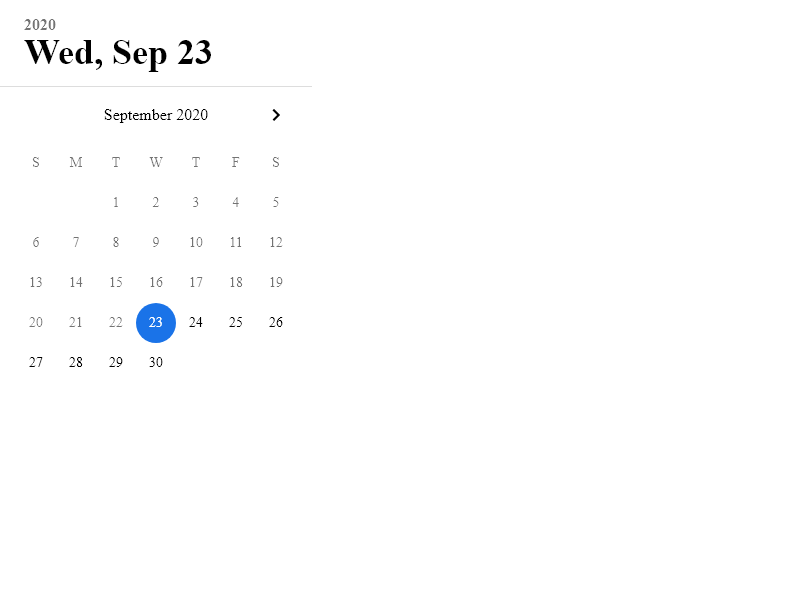 2020
Wed, Sep 23
September 2020
S M T W T F S
1 2 3 4 5
6 7 8 9 10 11 12
13 14 15 16 17 18 19
20 21 22 23 24 25 26
27 28 29 30